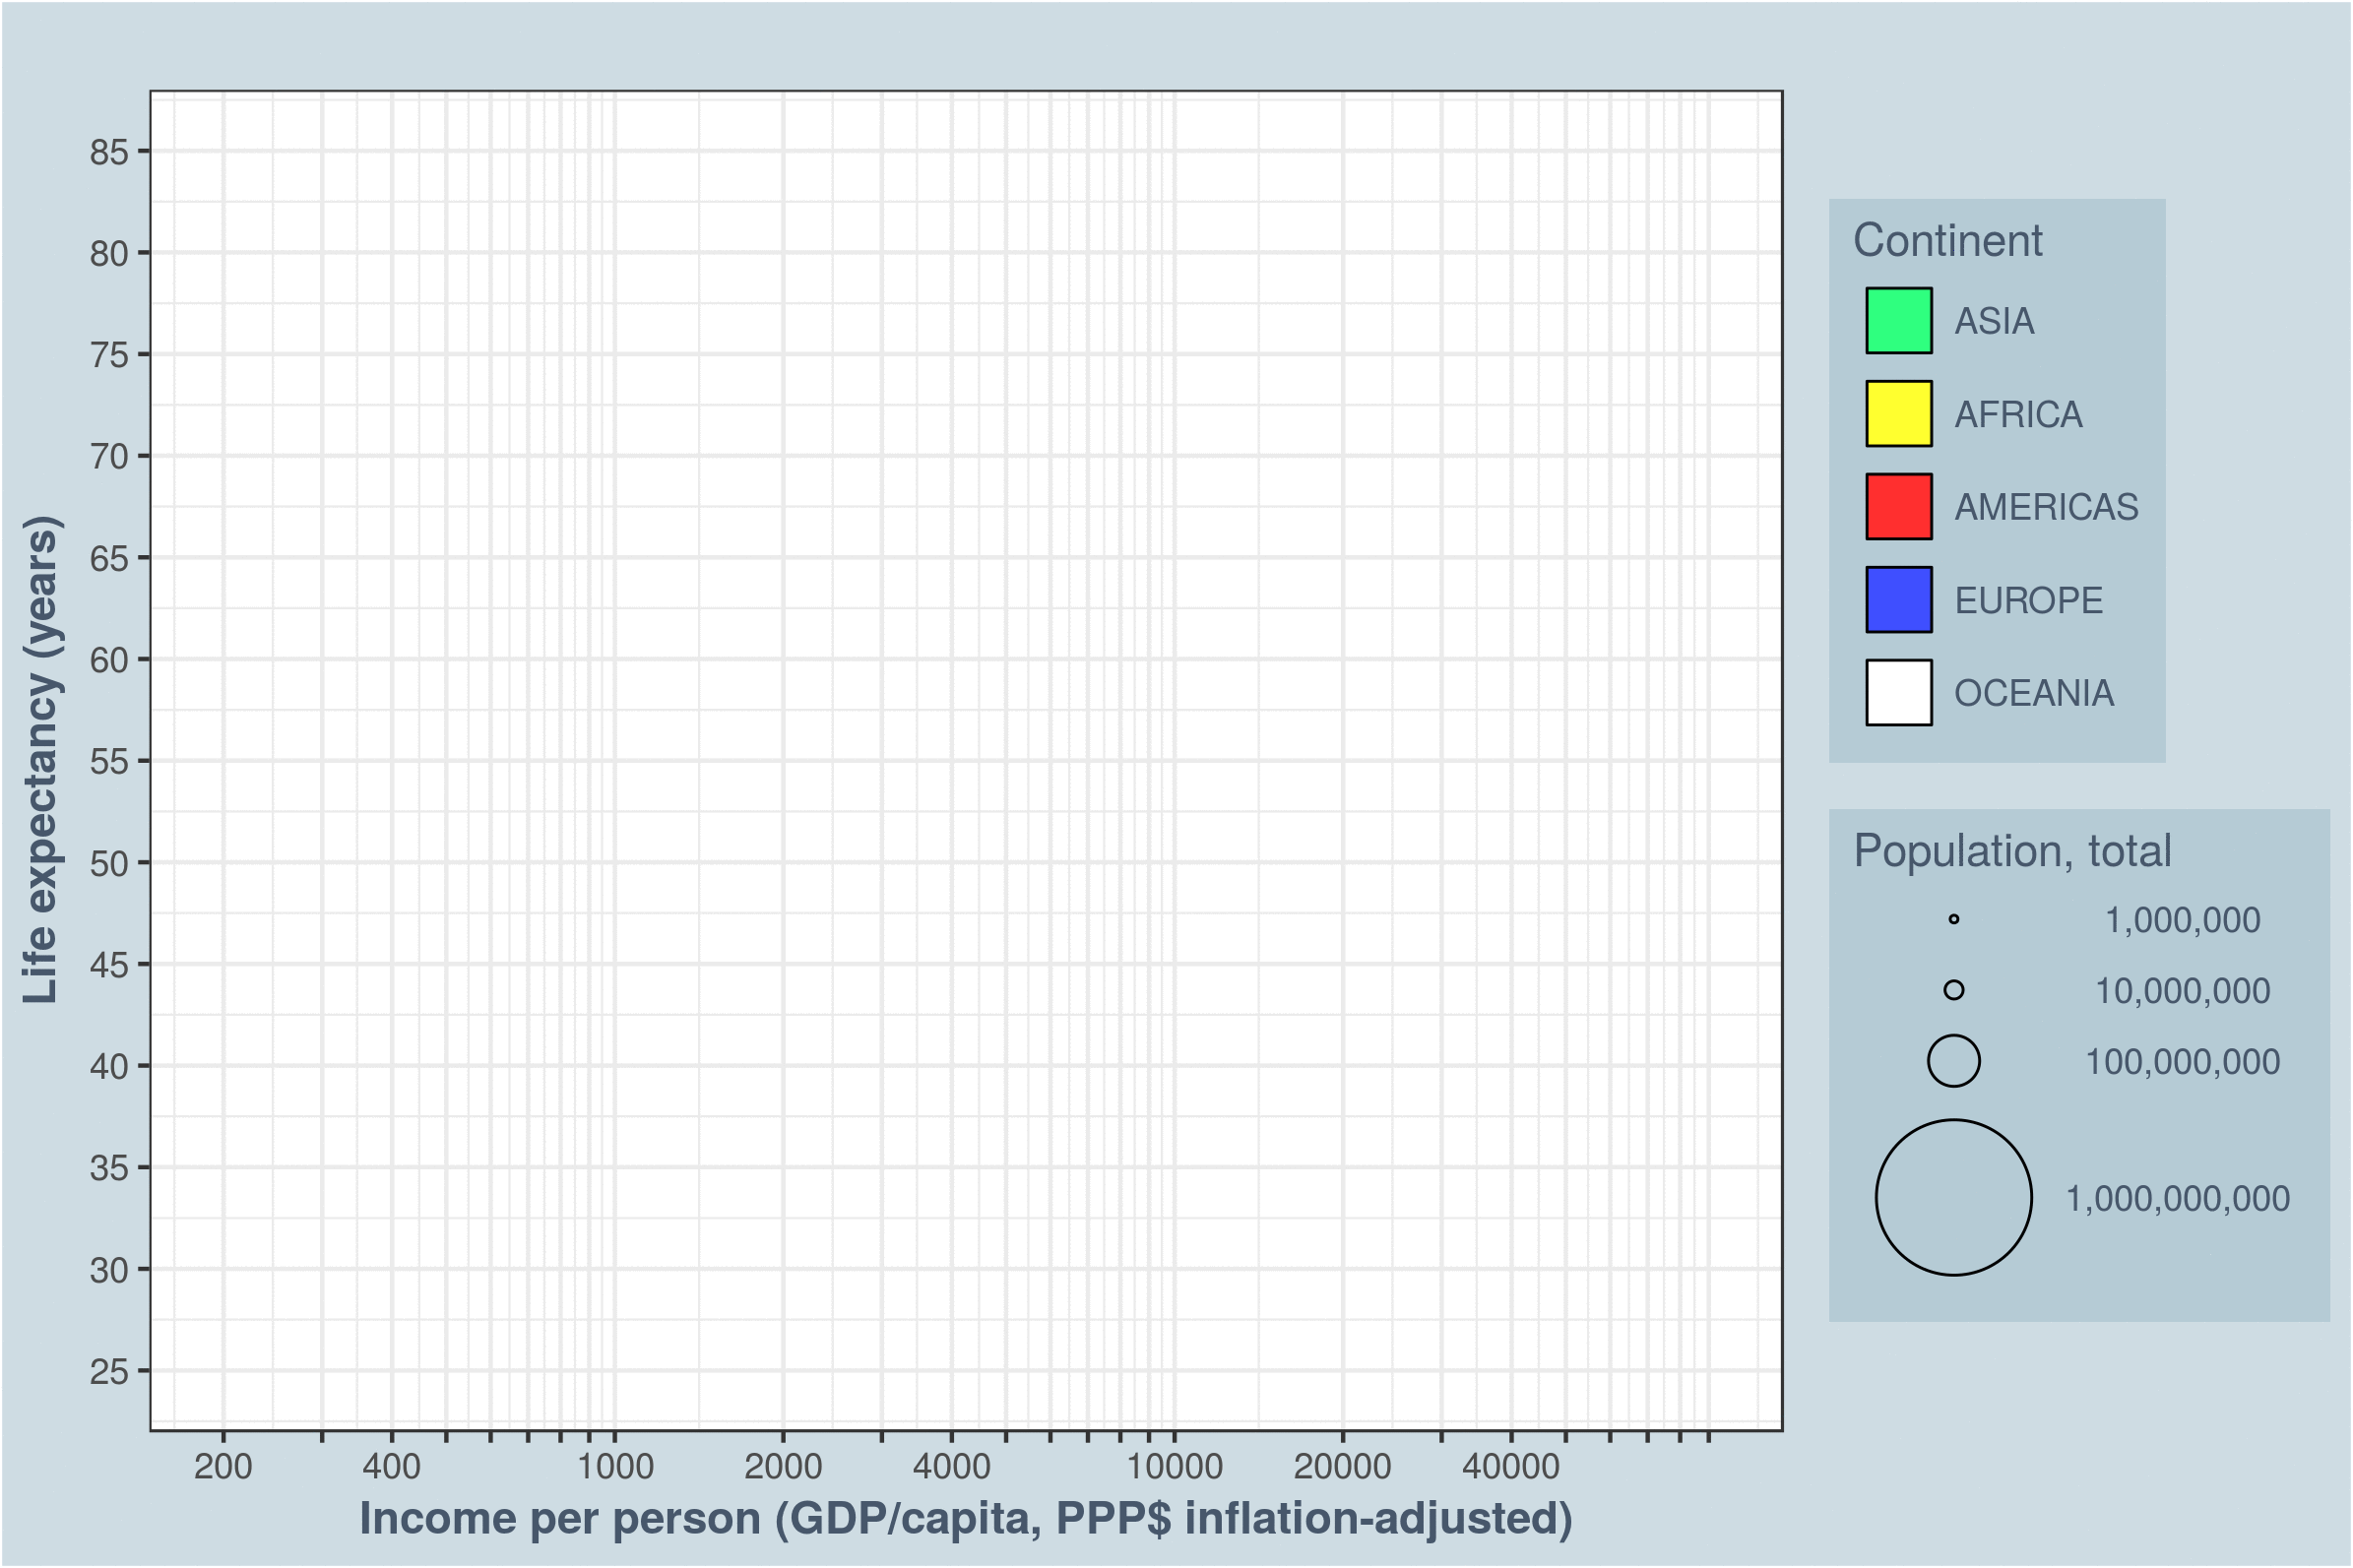 85
80
75
70
65
60
55
50
45
40
35
30
25
Life expectancy (years)
200 400 1000 2000 4000 10000 20000 40000
Income per person (GDP/capita, PPP$ inflation-adjusted)
Continent
ASIA
AFRICA
AMERICAS
EUROPE
OCEANIA
Population, total
1,000,000
10,000,000
100,000,000
1,000,000,000